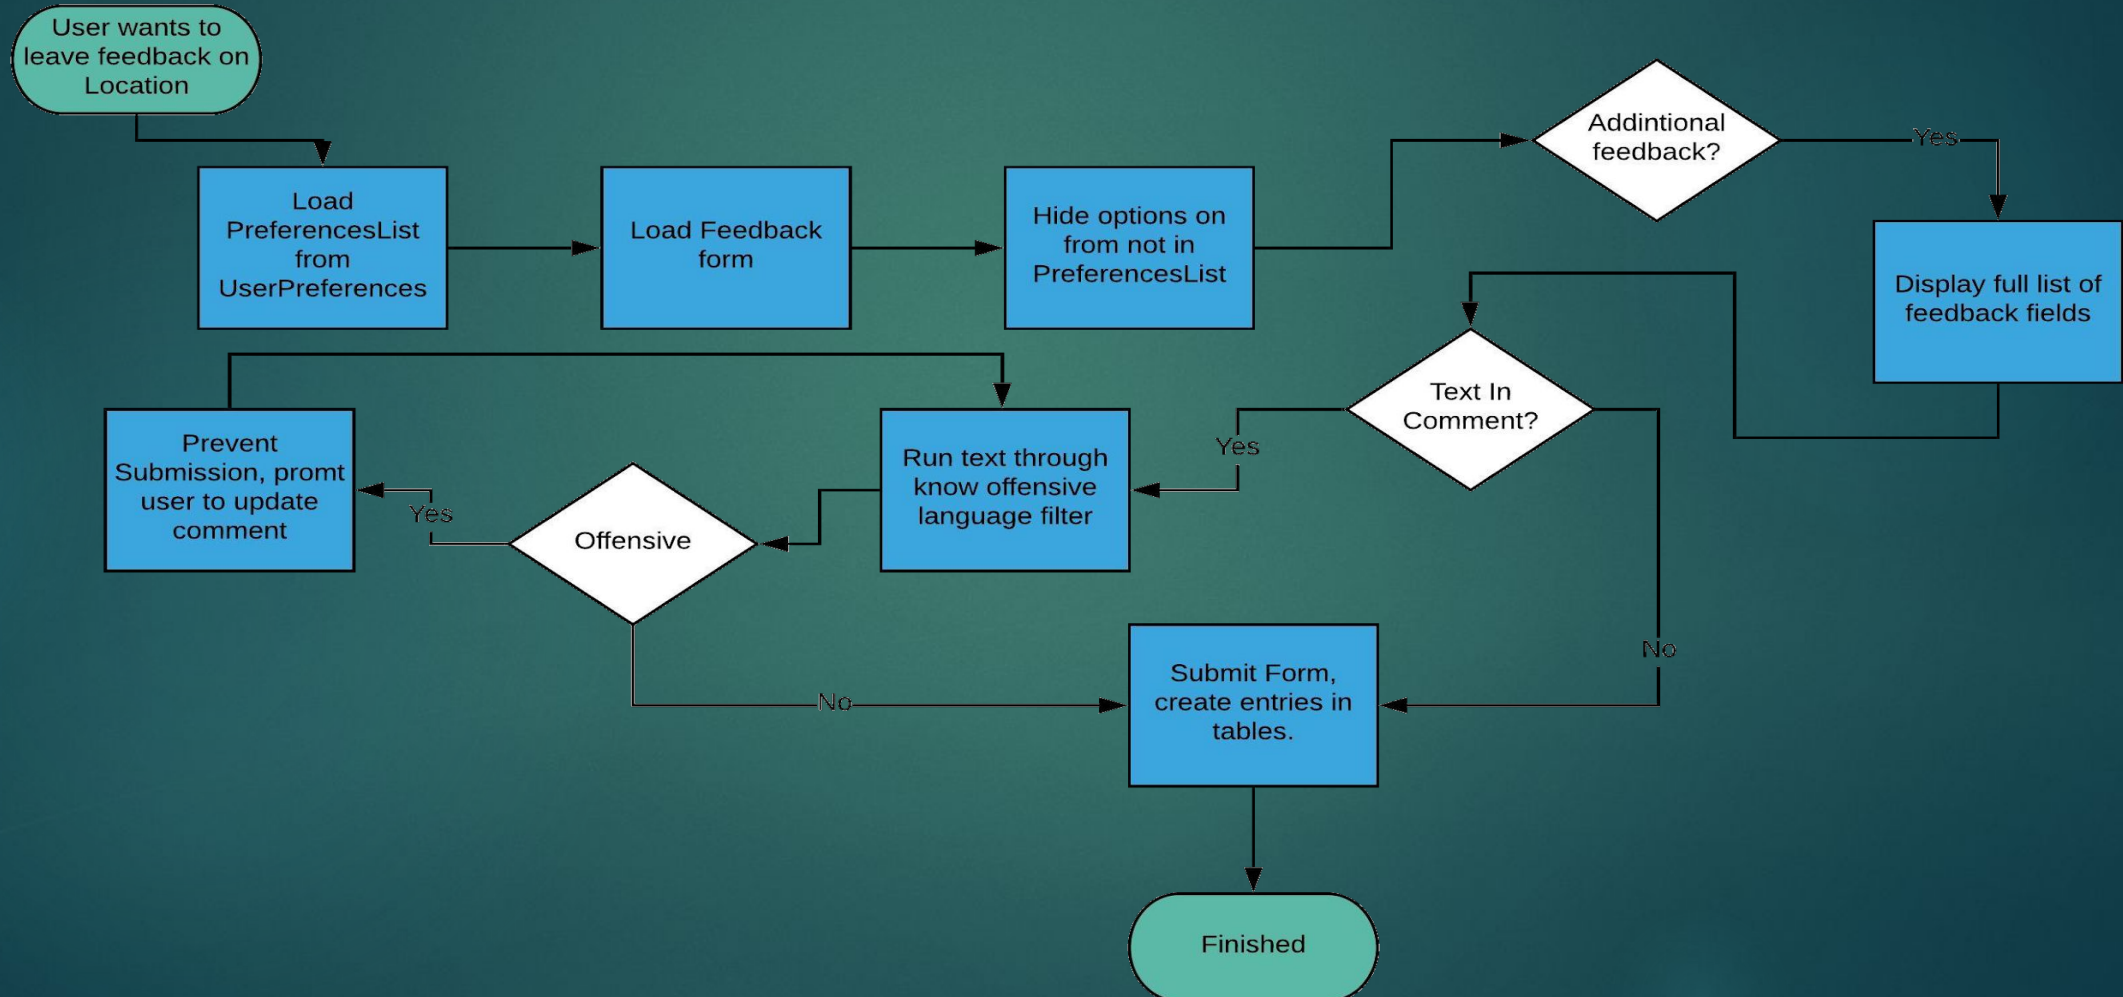 User wants to
leave feedback on
Location
Load
PreferencesList
from
UserPreferences
Load Feedback
form
Hide options on
from not in
PreferencesList
Addintional
feedback?
Yes
Display full list of
feedback fields
Text In
Comment?
Yes
No
Run text through
know offensive
language filter
Offensive
Yes
No
Prevent
Submission, promt
user to update
comment
Submit Form,
create entries in
tables.
Finished